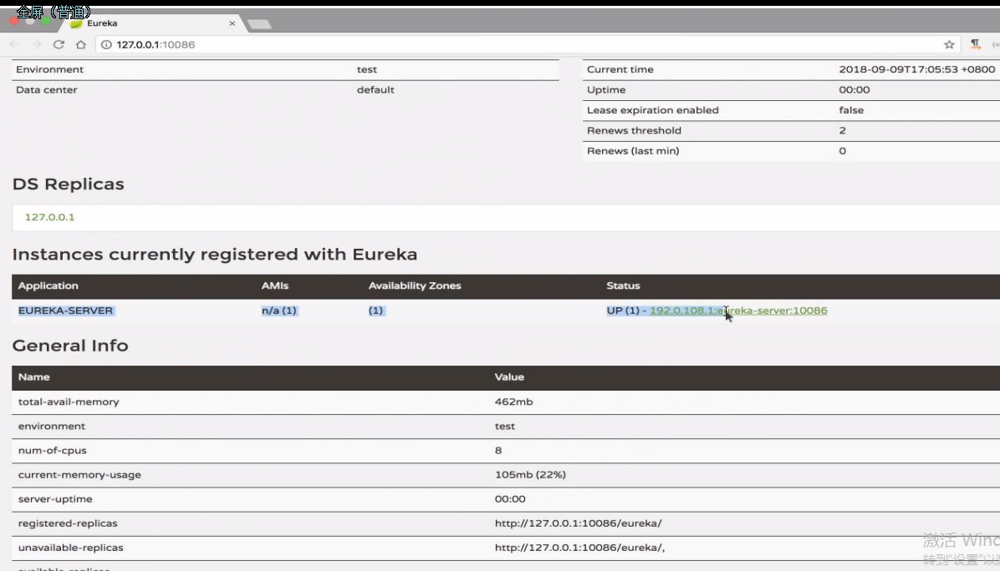 全屏（普通）
Eureka
127.0.0.1:10086
Environment test
Data center default
Current time 2018-09-09T17:05:53 +0800
Uptime 00:00
Lease expiration enabled false
Renews threshold 2
Renews (last min) 0
DS Replicas
127.0.0.1
Instances currently registered with Eureka
Application AMIs Availability Zones Status
EUREKA-SERVER n/a (1) (1) UP (1) - 192.0.108.1:eureka-server:10086
General Info
Name Value
total-avail-memory 462mb
environment test
num-of-cpus 8
current-memory-usage 105mb (22%)
server-uptime 00:00
registered-replicas http://127.0.0.1:10086/eureka/
unavailable-replicas http://127.0.0.1:10086/eureka/,
激活 Wind
转到"设置"以